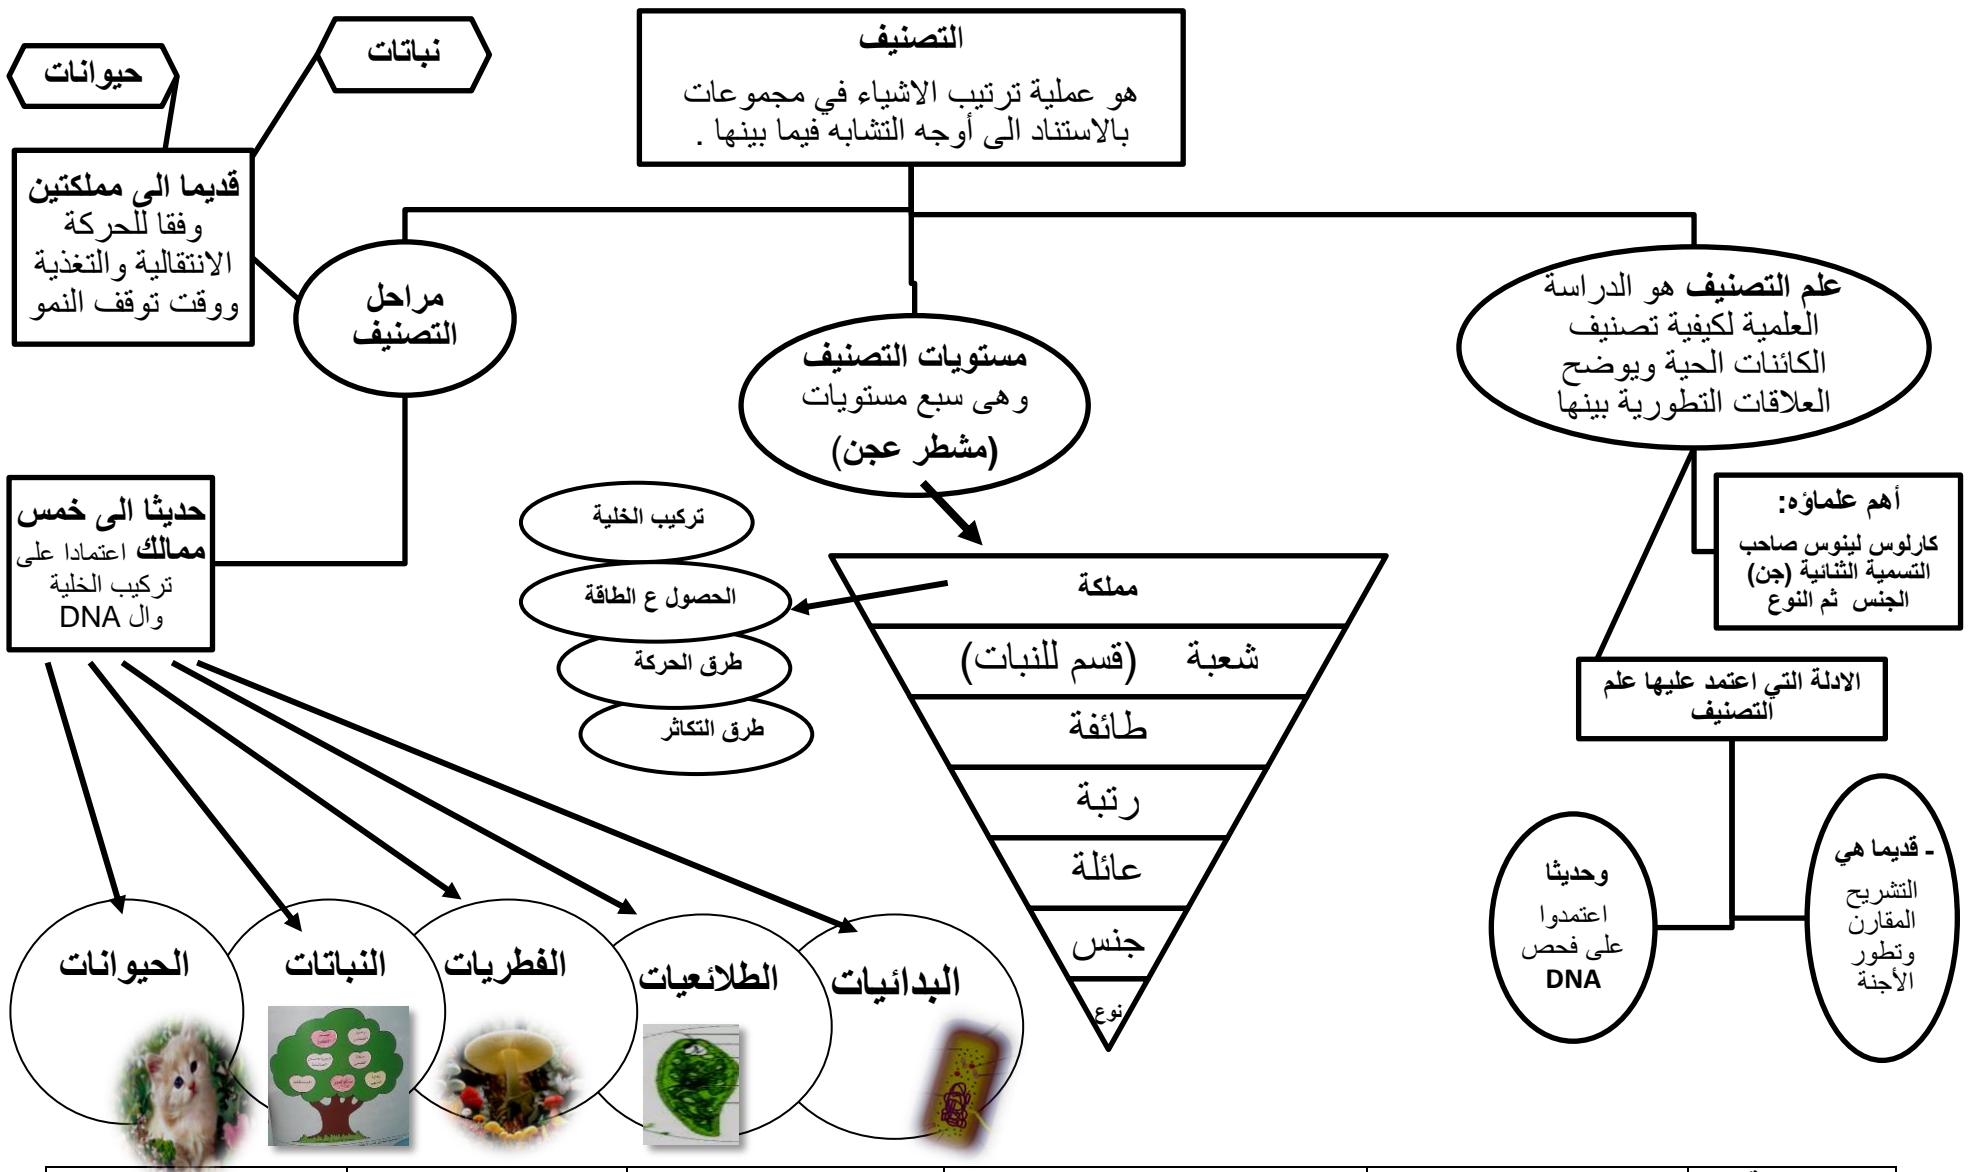 التصنيف
هو عملية ترتيب الاشياء في مجموعات
بالاستناد الى أوجه التشابه فيما بينها .
علم التصنيف هو الدراسة
العلمية لكيفية تصنيف
الكائنات الحية ويوضح
العلاقات التطورية بينها
أهم علماؤه:
كارلوس لينوس صاحب
التسمية الثنائية (جن)
الجنس ثم النوع
الادلة التي اعتمد عليها علم
التصنيف
- قديما هي
التشريح
المقارن
وتطور
الأجنة
وحديثا
اعتمدوا
على فحص
DNA
مستويات التصنيف
وهى سبع مستويات
(مشطر عجن)
مملكة
شعبة (قسم للنبات)
طائفة
رتبة
عائلة
جنس
نوع
تركيب الخلية
الحصول ع الطاقة
طرق الحركة
طرق التكاثر
مراحل
التصنيف
نباتات
حيوانات
قديما الى مملكتين
وفقا للحركة
الانتقالية والتغذية
ووقت توقف النمو
حديثا الى خمس
ممالك اعتمادا على
تركيب الخلية
وال DNA
البدائيات
الطلائعيات
الفطريات
النباتات
الحيوانات